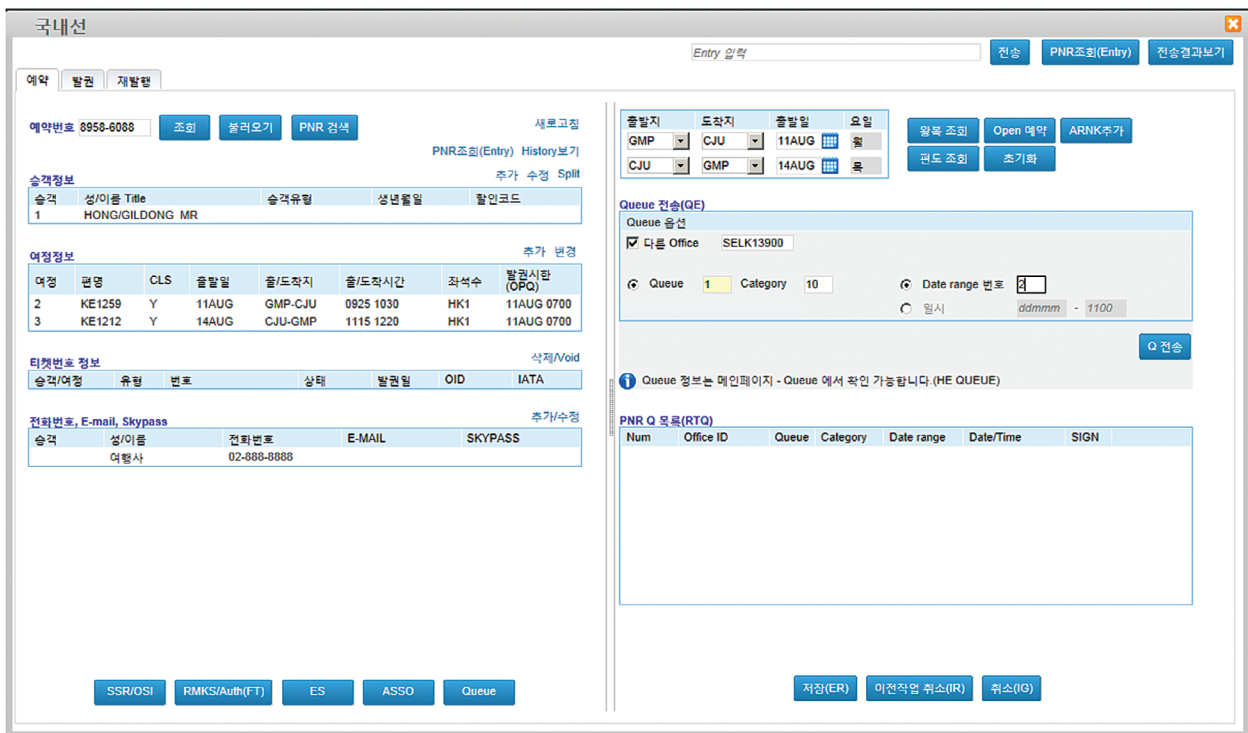 국내선
Entry 입력 전송 PNR조회(Entry) 전송결과보기
예약 발권 재발행
예약번호 8958-6088 조회 불러오기 PNR 검색 새로고침
PNR조회(Entry) History보기
승객정보 추가 수정 Split
승객 성/이름 Title 승객유형 생년월일 할인코드
1 HONG/GILDONG MR
여정정보 추가 변경
여정 편명 CLS 출발일 출/도착지 출/도착시간 좌석수 발권시한 (OPQ)
2 KE1259 Y 11AUG GMP-CJU 0925 1030 HK1 11AUG 0700
3 KE1212 Y 14AUG CJU-GMP 1115 1220 HK1 11AUG 0700
티켓번호 정보 삭제/Void
승객/여정 유형 번호 상태 발권일 OID IATA
전화번호, E-mail, Skypass 추가/수정
승객 성/이름 전화번호 E-MAIL SKYPASS
여행사 02-888-8888
SSR/OSI RMKS/Auth(FT) ES ASSO Queue
출발지 도착지 출발일 요일
GMP CJU 11AUG 월
CJU GMP 14AUG 목
왕복 조회 Open 예약 ARNK추가
편도 조회 초기화
Queue 전송(QE)
Queue 옵션
다른 Office SELK13900
Queue 1 Category 10 Date range 번호 2
일시 ddmmm - 1100
Q 전송
Queue 정보는 메인페이지 - Queue 에서 확인 가능합니다.(HE QUEUE)
PNR Q 목록(RTQ)
Num Office ID Queue Category Date range Date/Time SIGN
저장(ER) 이전작업 취소(IR) 취소(IG)